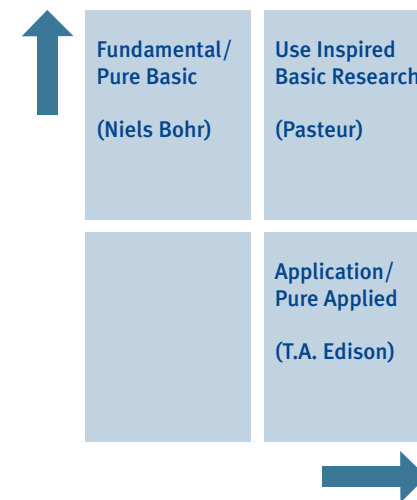 Fundamental/
Pure Basic
(Niels Bohr)
Use Inspired
Basic Research
(Pasteur)
Application/
Pure Applied
(T.A. Edison)